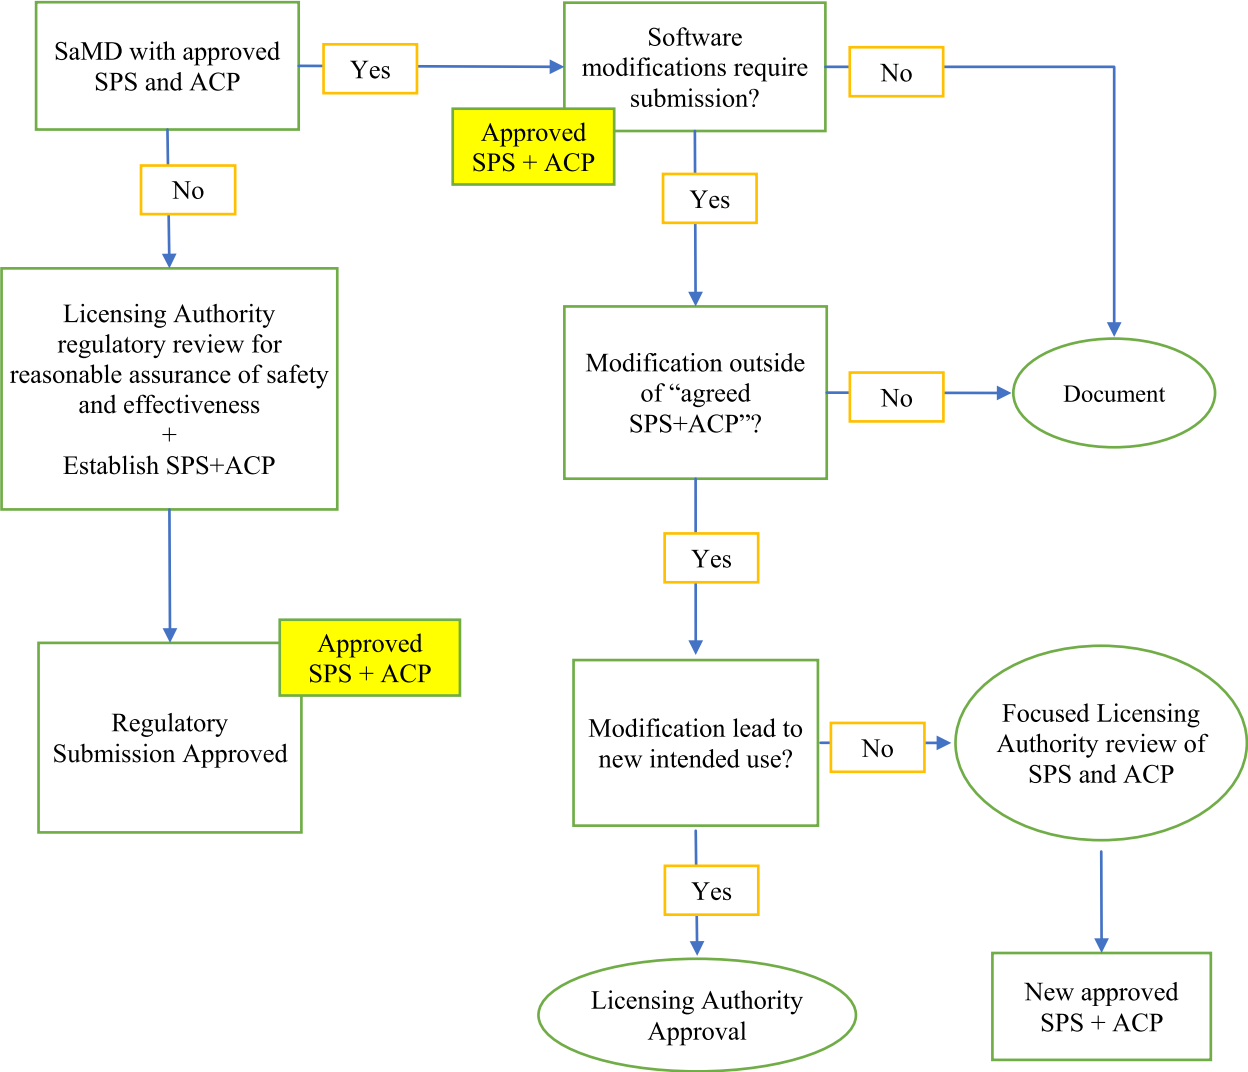 SaMD with approved
SPS and ACP
Yes
Software
modifications require
submission?
No
Approved
SPS + ACP
No
Yes
Licensing Authority
regulatory review for
reasonable assurance of safety
and effectiveness
+
Establish SPS+ACP
Modification outside
of “agreed
SPS+ACP”?
No
Document
Yes
Approved
SPS + ACP
Regulatory
Submission Approved
Modification lead to
new intended use?
No
Focused Licensing
Authority review of
SPS and ACP
Yes
Licensing Authority
Approval
New approved
SPS + ACP